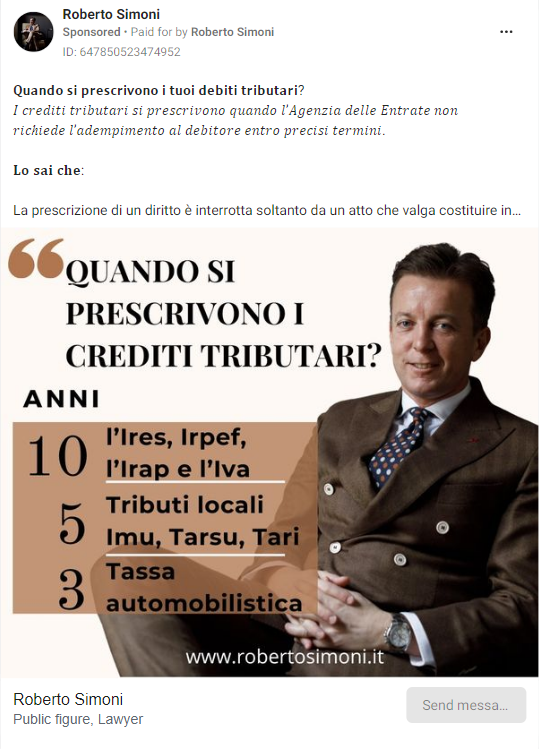 Roberto Simoni
Sponsored • Paid for by Roberto Simoni
ID: 647850523474952
Quando si prescrivono i tuoi debiti tributari?
I crediti tributari si prescrivono quando l'Agenzia delle Entrate non
richiede l'adempimento al debitore entro precisi termini.
Lo sai che:
La prescrizione di un diritto è interrotta soltanto da un atto che valga costituire in...
QUANDO SI
PRESCRIVONO I
CREDITI TRIBUTARI?
ANNI
10 l'Ires, Irpef,
l'Irap e l'Iva
5 Tributi locali
Imu, Tarsu, Tari
3 Tassa
automobilistica
www.robertosimoni.it
Roberto Simoni
Public figure, Lawyer
Send messa...